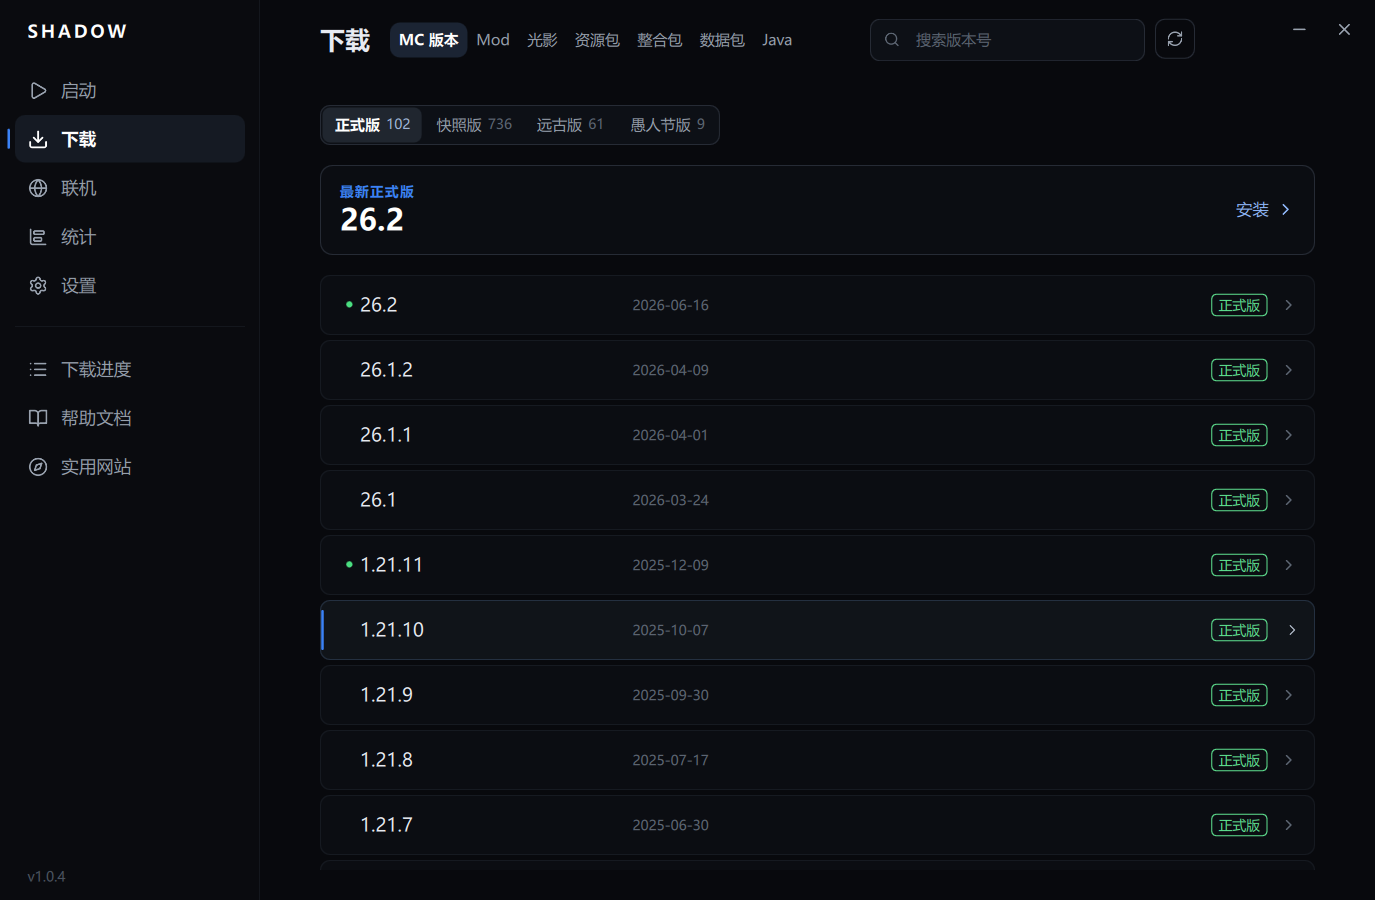 SHADOW
启动
下载
联机
统计
设置
下载进度
帮助文档
实用网站
v1.0.4
下载 MC 版本 Mod 光影 资源包 整合包 数据包 Java 搜索版本号
正式版 102 快照版 736 远古版 61 愚人节版 9
最新正式版
26.2
安装
26.2 2026-06-16 正式版
26.1.2 2026-04-09 正式版
26.1.1 2026-04-01 正式版
26.1 2026-03-24 正式版
1.21.11 2025-12-09 正式版
1.21.10 2025-10-07 正式版
1.21.9 2025-09-30 正式版
1.21.8 2025-07-17 正式版
1.21.7 2025-06-30 正式版